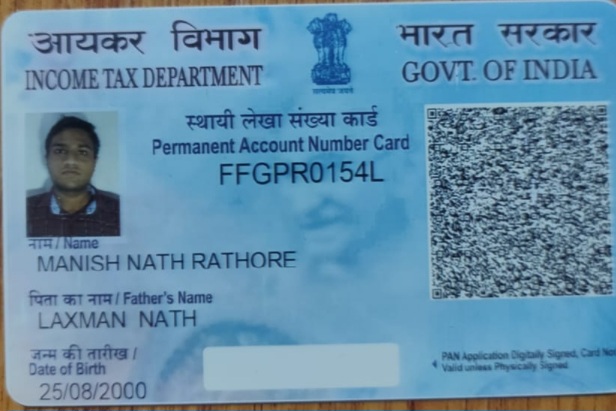 आयकर विभाग
INCOME TAX DEPARTMENT
सत्यमेव जयते
भारत सरकार
GOVT. OF INDIA
स्थायी लेखा संख्या कार्ड
Permanent Account Number Card
FFGPR0154L
नाम / Name
MANISH NATH RATHORE
पिता का नाम / Father's Name
LAXMAN NATH
जन्म की तारीख /
Date of Birth
25/08/2000
PAN Application Digitally Signed, Card Not
Valid unless Physically Signed